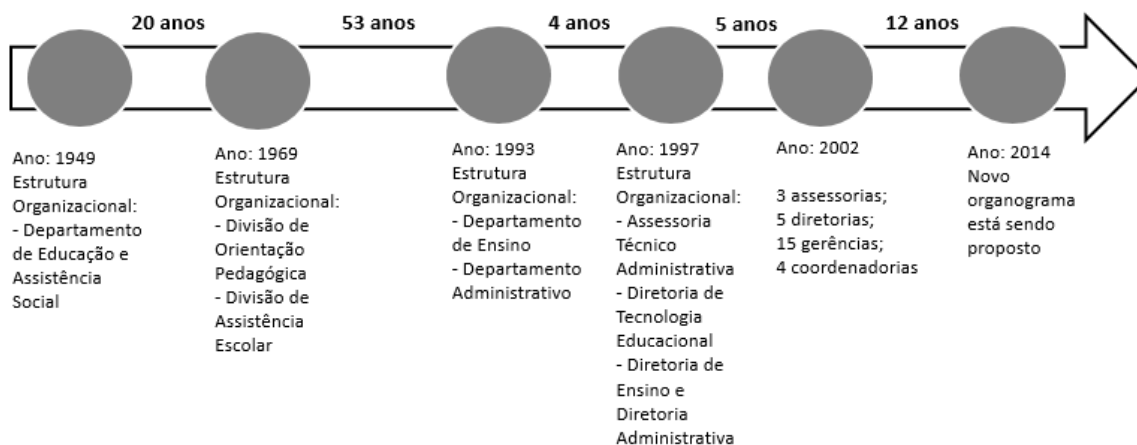 20 anos
53 anos
4 anos
5 anos
12 anos
Ano: 1949
Estrutura
Organizacional:
- Departamento
de Educação e
Assistência
Social
Ano: 1969
Estrutura
Organizacional:
- Divisão de
Orientação
Pedagógica
- Divisão de
Assistência
Escolar
Ano: 1993
Estrutura
Organizacional:
- Departamento
de Ensino
- Departamento
Administrativo
Ano: 1997
Estrutura
Organizacional:
- Assessoria
Técnico
Administrativa
- Diretoria de
Tecnologia
Educacional
- Diretoria de
Ensino e
Diretoria
Administrativa
Ano: 2002
3 assessorias;
5 diretorias;
15 gerências;
4 coordenadorias
Ano: 2014
Novo
organograma
está sendo
proposto